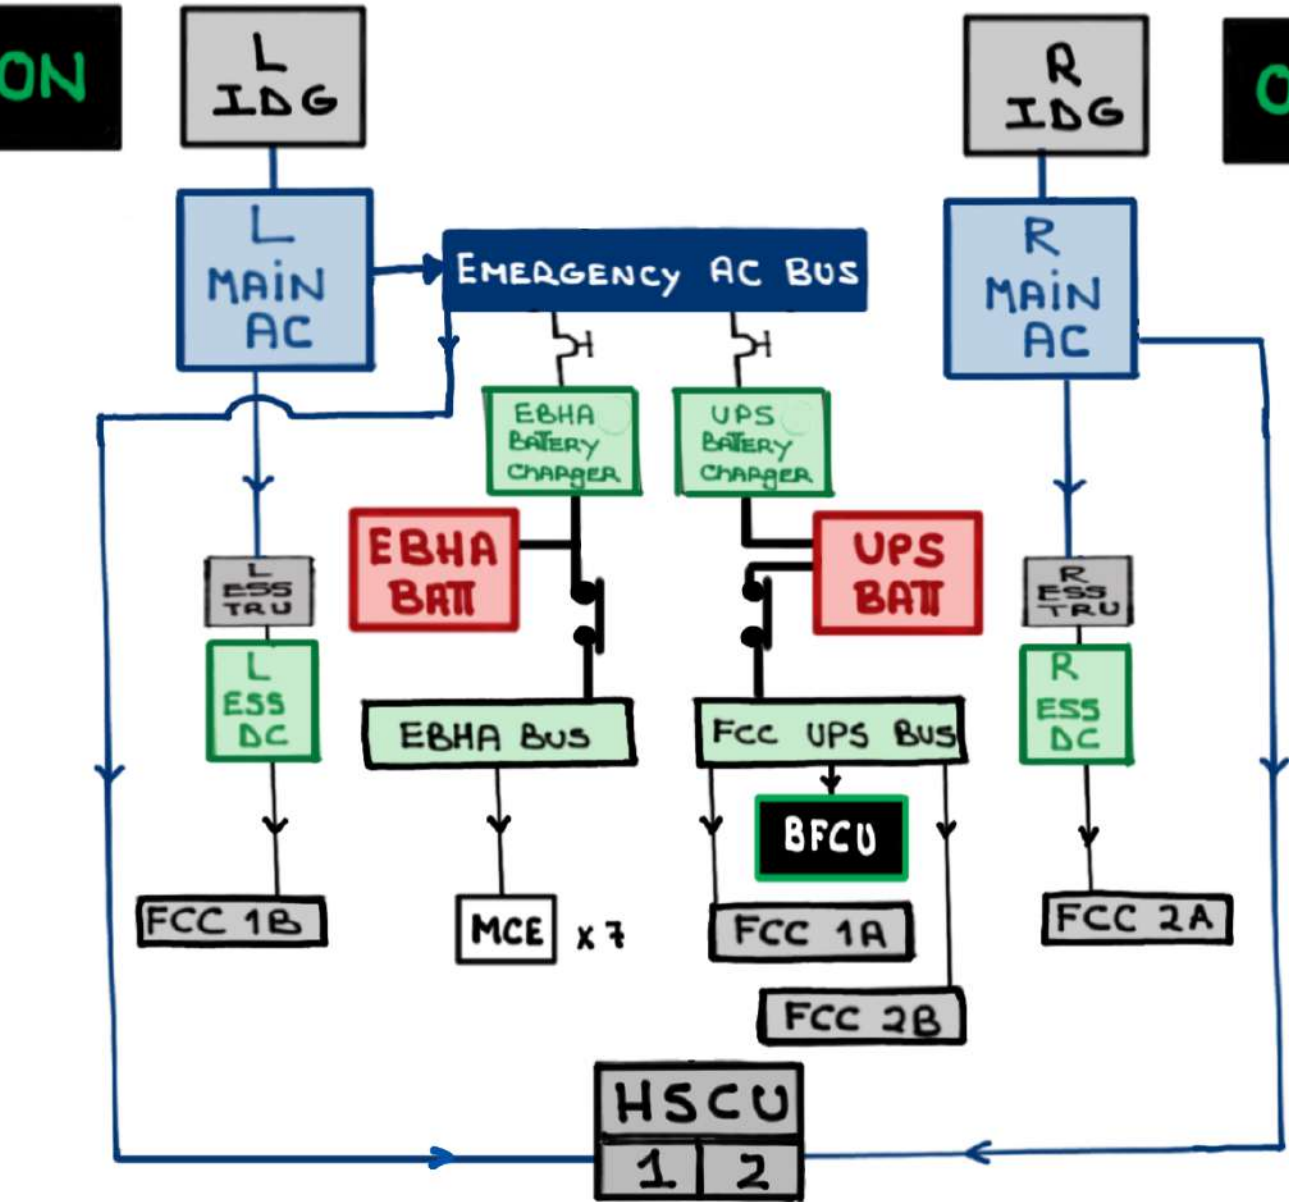 ON
L
IDG
R
IDG
O
L
MAIN
AC
EMERGENCY AC BUS
R
MAIN
AC
EBHA
BATERY
CHARGER
UPS
BATERY
CHARGER
EBHA
BATT
UPS
BATT
L
ESS
TRU
R
ESS
TRU
L
ESS
DC
EBHA BUS
FCC UPS BUS
R
ESS
DC
BFCU
FCC 1B
MCE x7
FCC 1A
FCC 2A
FCC 2B
HSCU
1 2